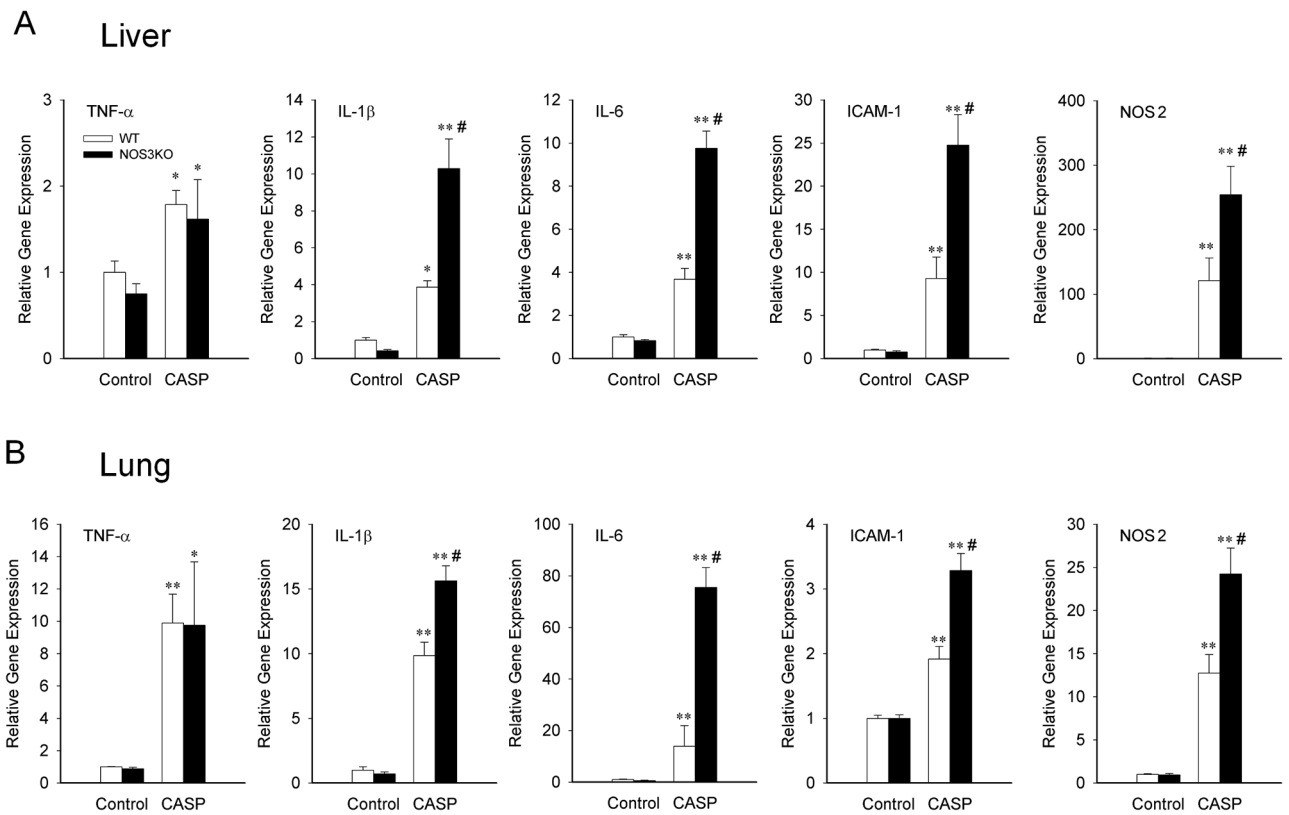 A
Liver
TNF-α
WT
NOS3KO
Relative Gene Expression
3
2
1
0
*
*
Control
CASP
IL-1β
Relative Gene Expression
14
12
10
8
6
4
2
0
*
** #
Control
CASP
IL-6
Relative Gene Expression
12
10
8
6
4
2
0
**
** #
Control
CASP
ICAM-1
Relative Gene Expression
30
25
20
15
10
5
0
**
** #
Control
CASP
NOS2
Relative Gene Expression
400
300
200
100
0
**
** #
Control
CASP
B
Lung
TNF-α
Relative Gene Expression
16
14
12
10
8
6
4
2
0
**
*
Control
CASP
IL-1β
Relative Gene Expression
20
15
10
5
0
**
** #
Control
CASP
IL-6
Relative Gene Expression
100
80
60
40
20
0
**
** #
Control
CASP
ICAM-1
Relative Gene Expression
4
3
2
1
0
**
** #
Control
CASP
NOS2
Relative Gene Expression
30
25
20
15
10
5
0
**
** #
Control
CASP